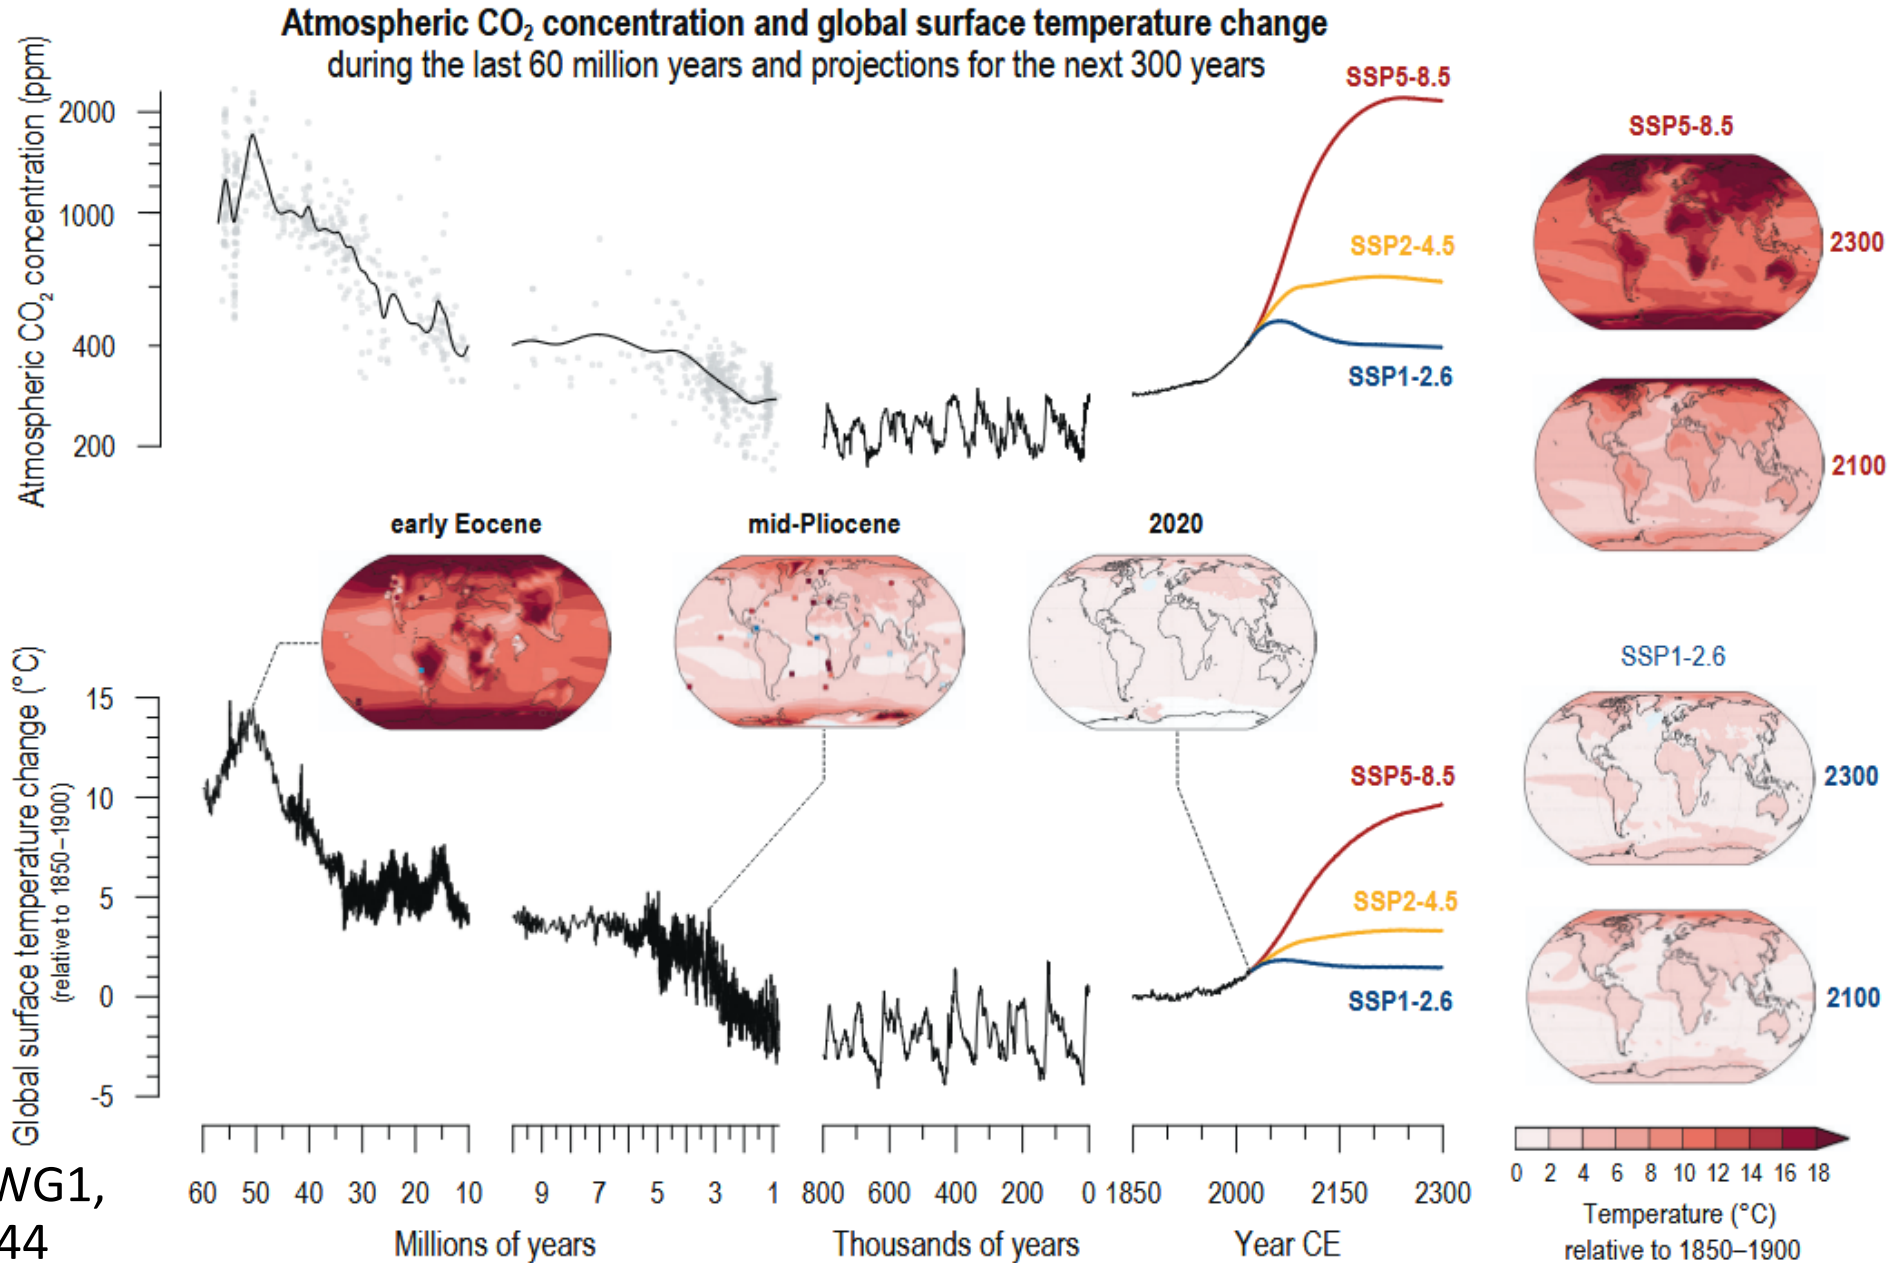 Atmospheric CO₂ concentration and global surface temperature change
during the last 60 million years and projections for the next 300 years
Atmospheric CO₂ concentration (ppm)
2000
1000
400
200
SSP5-8.5
SSP2-4.5
SSP1-2.6
SSP5-8.5
2300
2100
early Eocene
mid-Pliocene
2020
Global surface temperature change (°C)
(relative to 1850–1900)
15
10
5
0
-5
SSP5-8.5
SSP2-4.5
SSP1-2.6
SSP1-2.6
2300
2100
60 50 40 30 20 10
9 7 5 3 1
800 600 400 200 0
1850 2000 2150 2300
Millions of years
Thousands of years
Year CE
0 2 4 6 8 10 12 14 16 18
Temperature (°C)
relative to 1850–1900
WG1,
44